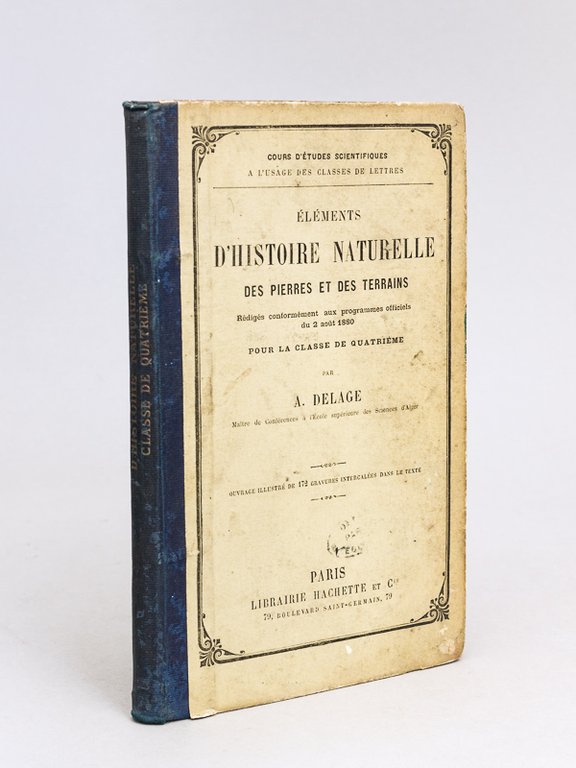 COURS D'ÉTUDES SCIENTIFIQUES
A L'USAGE DES CLASSES DE LETTRES
ÉLÉMENTS
D'HISTOIRE NATURELLE
DES PIERRES ET DES TERRAINS
Rédigés conformément aux programmes officiels
du 2 août 1880
POUR LA CLASSE DE QUATRIÈME
PAR
A. DELAGE
Maître de Conférences à l'École supérieure des Sciences d'Alger
OUVRAGE ILLUSTRÉ DE 172 GRAVURES INTERCALÉES DANS LE TEXTE
PARIS
LIBRAIRIE HACHETTE ET Cie
79, BOULEVARD SAINT-GERMAIN, 79
D'HISTOIRE NATURELLE
CLASSE DE QUATRIÈME